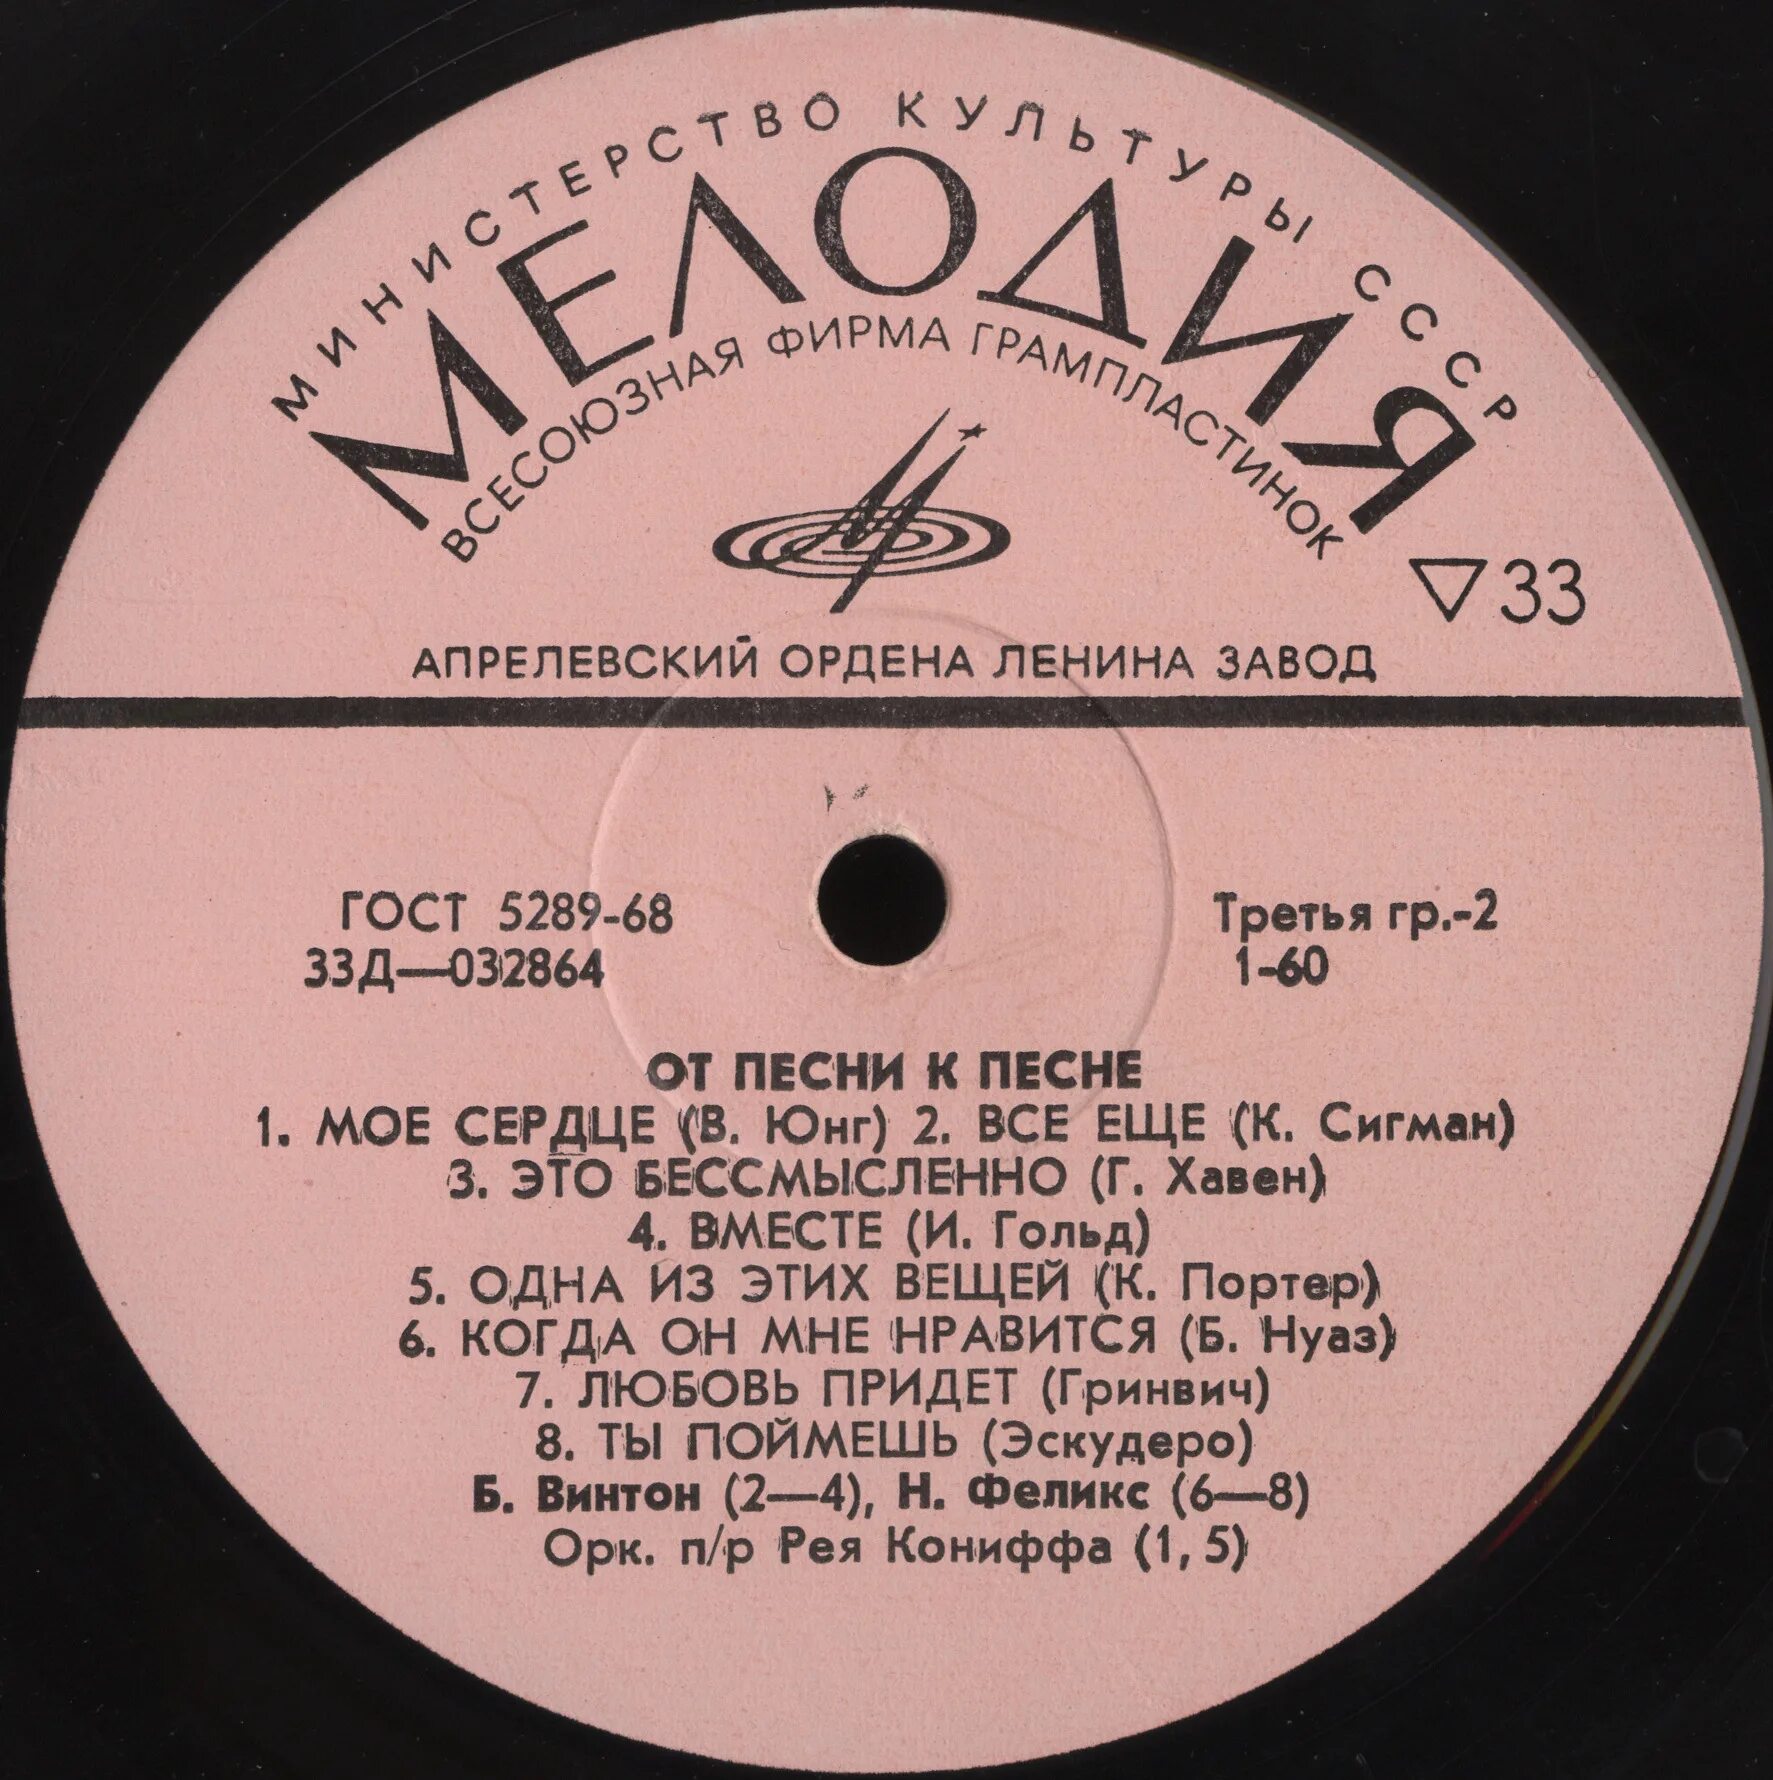 МИНИСТЕРСТВО КУЛЬТУРЫ СССР
МЕЛОДИЯ
ВСЕСОЮЗНАЯ ФИРМА ГРАМПЛАСТИНОК
▽33
АПРЕЛЕВСКИЙ ОРДЕНА ЛЕНИНА ЗАВОД
ГОСТ 5289-68
33Д—032864
Третья гр.-2
1-60
ОТ ПЕСНИ К ПЕСНЕ
1. МОЕ СЕРДЦЕ (В. Юнг) 2. ВСЕ ЕЩЕ (К. Сигман)
3. ЭТО БЕССМЫСЛЕННО (Г. Хавен)
4. ВМЕСТЕ (И. Гольд)
5. ОДНА ИЗ ЭТИХ ВЕЩЕЙ (К. Портер)
6. КОГДА ОН МНЕ НРАВИТСЯ (Б. Нуаз)
7. ЛЮБОВЬ ПРИДЕТ (Гринвич)
8. ТЫ ПОЙМЕШЬ (Эскудеро)
Б. Винтон (2—4), Н. Феликс (6—8)
Орк. п/р Рея Кониффа (1, 5)